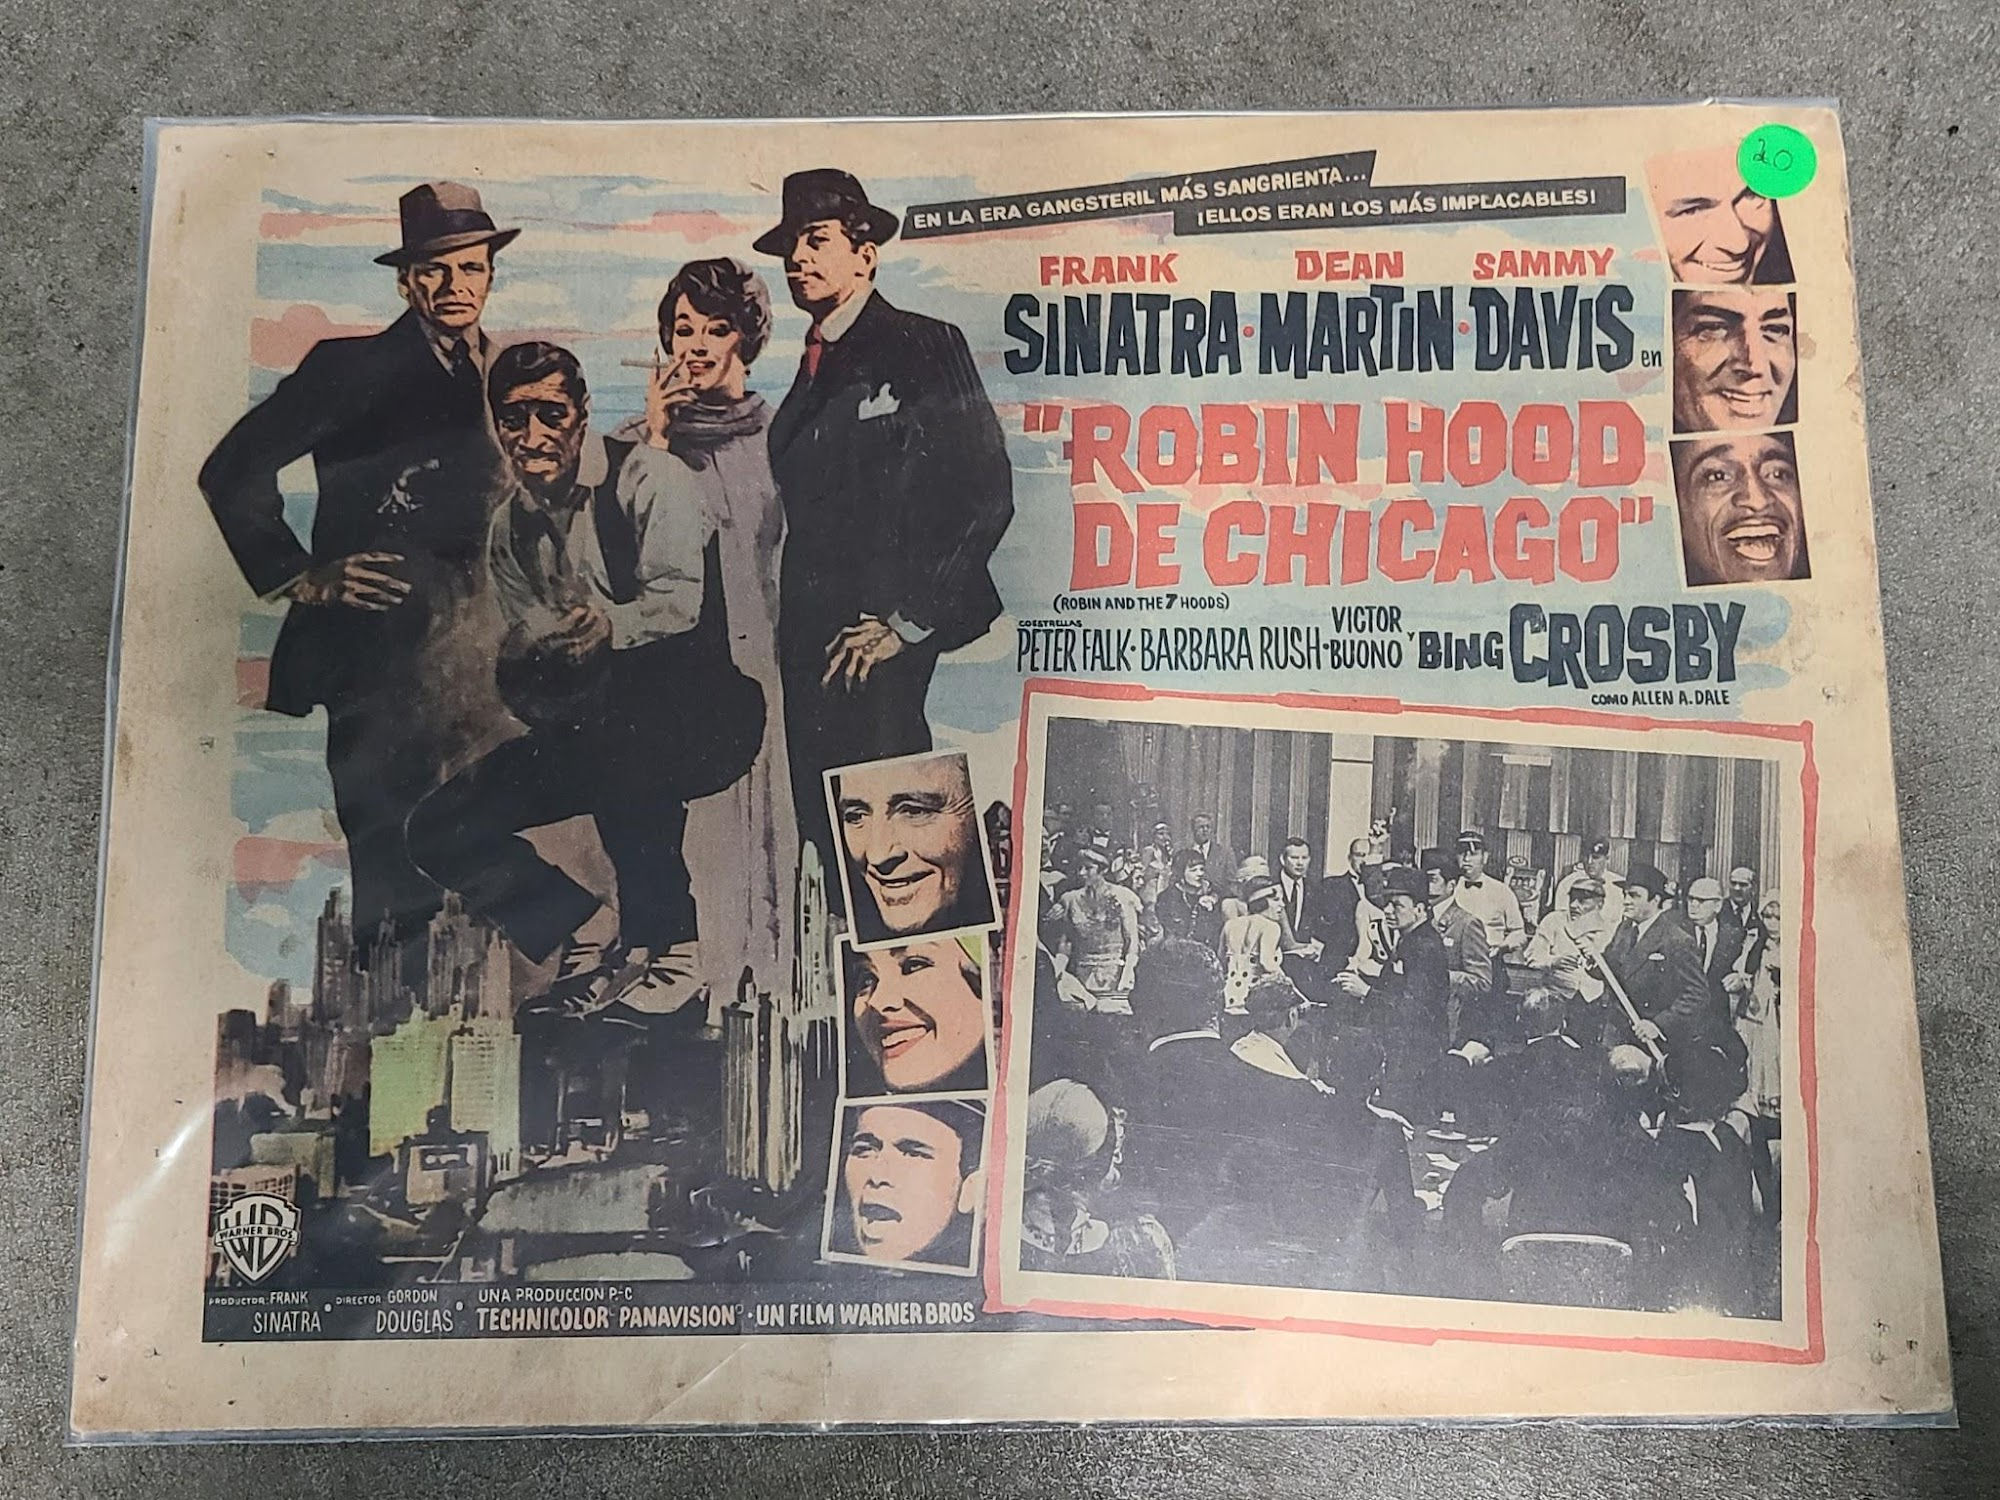 20
EN LA ERA GANGSTERIL MÁS SANGRIENTA...
¡ELLOS ERAN LOS MÁS IMPLACABLES!
FRANK DEAN SAMMY
SINATRA·MARTIN·DAVIS en
"ROBIN HOOD
DE CHICAGO"
(ROBIN AND THE 7 HOODS)
COESTRELLAS
PETER FALK·BARBARA RUSH·VICTOR BUONO Y BING CROSBY
COMO ALLEN A. DALE
WB
WARNER BROS.
PRODUCTOR: FRANK DIRECTOR GORDON UNA PRODUCCION P-C
SINATRA • DOUGLAS • TECHNICOLOR PANAVISION · UN FILM WARNER BROS